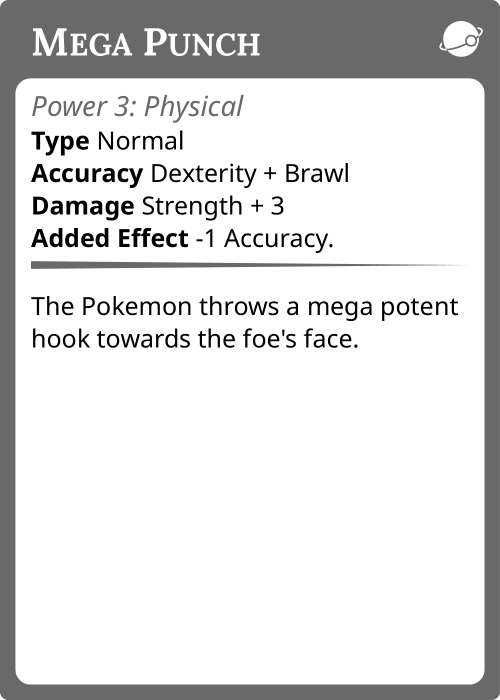 Mega Punch
Power 3: Physical
Type Normal
Accuracy Dexterity + Brawl
Damage Strength + 3
Added Effect -1 Accuracy.
The Pokemon throws a mega potent
hook towards the foe's face.